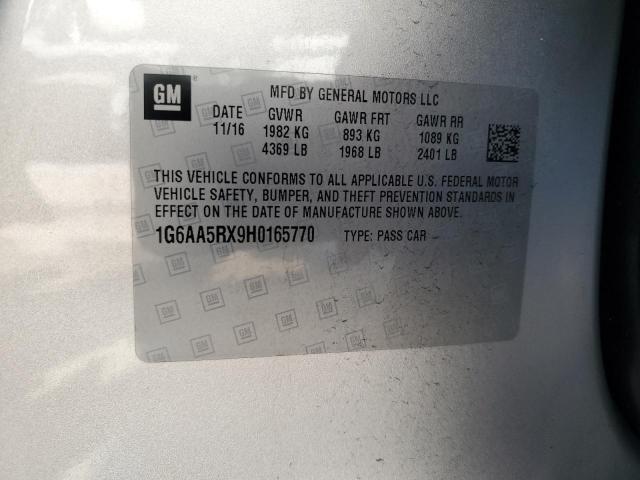 GM ® MFD BY GENERAL MOTORS LLC
DATE GVWR GAWR FRT GAWR RR
11/16 1982 KG 893 KG 1089 KG
4369 LB 1968 LB 2401 LB
THIS VEHICLE CONFORMS TO ALL APPLICABLE U.S. FEDERAL MOTOR
VEHICLE SAFETY, BUMPER, AND THEFT PREVENTION STANDARDS IN
EFFECT ON THE DATE OF MANUFACTURE SHOWN ABOVE.
1G6AA5RX9H0165770 TYPE: PASS CAR